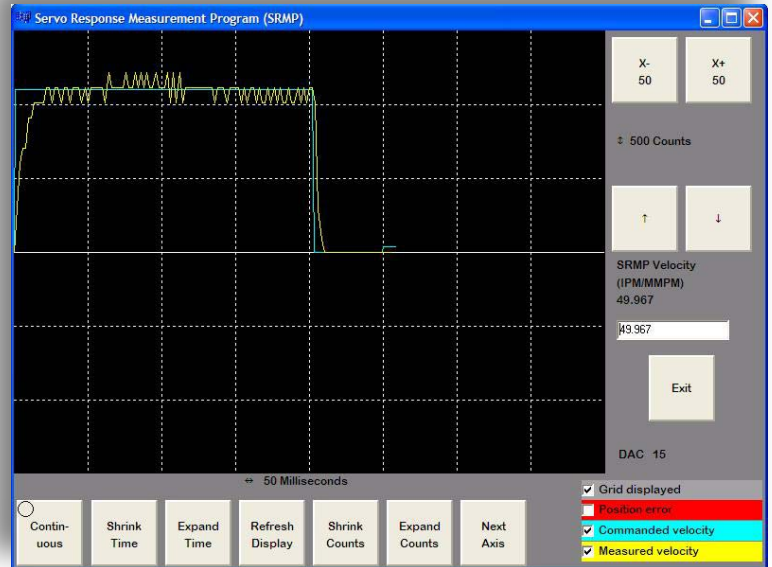 Servo Response Measurement Program (SRMP)
X-
50
X+
50
⇕ 500 Counts
↑
↓
SRMP Velocity
(IPM/MMPM)
49.967
49.967
Exit
DAC 15
⇔ 50 Milliseconds
Contin-
uous
Shrink
Time
Expand
Time
Refresh
Display
Shrink
Counts
Expand
Counts
Next
Axis
Grid displayed
Position error
Commanded velocity
Measured velocity